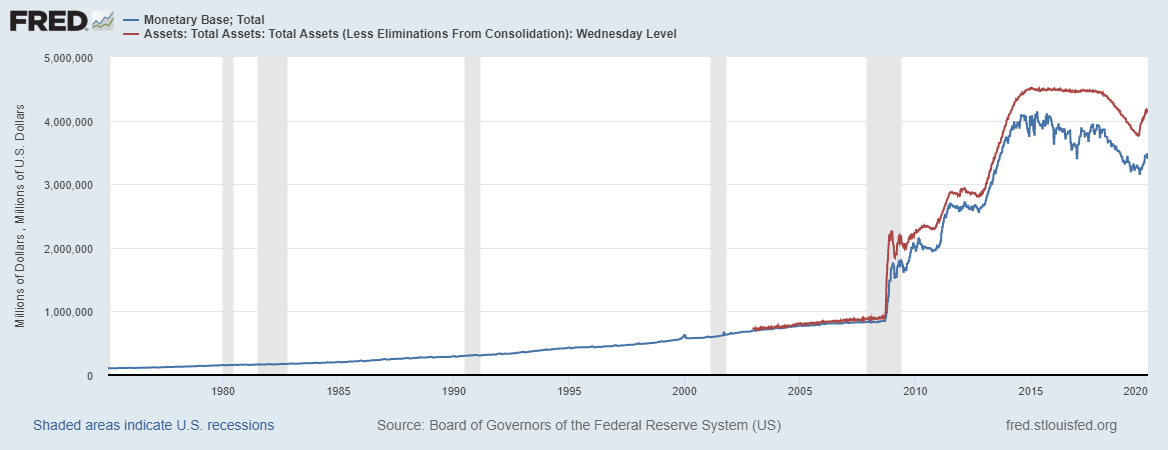 FRED
Monetary Base; Total
Assets: Total Assets: Total Assets (Less Eliminations From Consolidation): Wednesday Level
Millions of Dollars , Millions of U.S. Dollars
5,000,000
4,000,000
3,000,000
2,000,000
1,000,000
0
1980 1985 1990 1995 2000 2005 2010 2015 2020
Shaded areas indicate U.S. recessions Source: Board of Governors of the Federal Reserve System (US) fred.stlouisfed.org